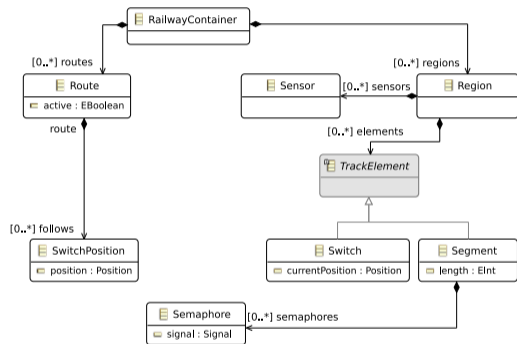 RailwayContainer
[0..*] routes
[0..*] regions
Route
active : EBoolean
Sensor
[0..*] sensors
Region
route
[0..*] elements
TrackElement
[0..*] follows
SwitchPosition
position : Position
Switch
currentPosition : Position
Segment
length : EInt
Semaphore
signal : Signal
[0..*] semaphores